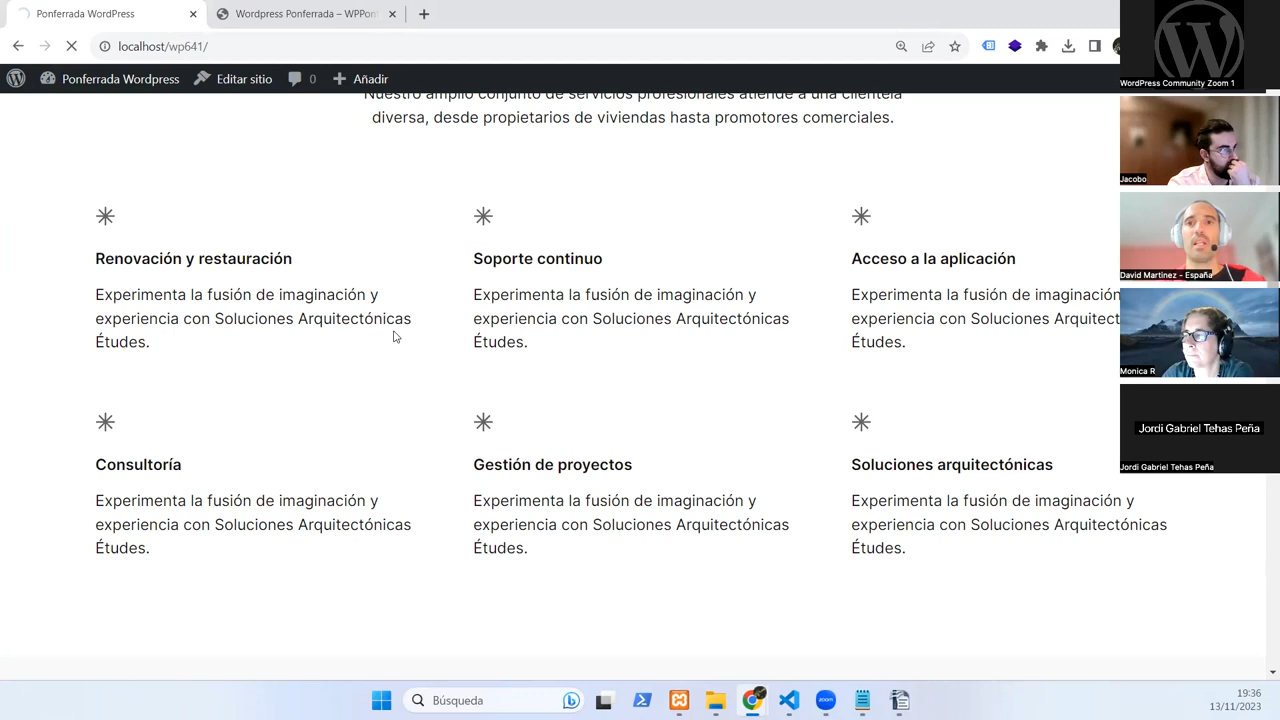 Ponferrada WordPress
Wordpress Ponferrada – WPPon
localhost/wp641/
Ponferrada Wordpress
Editar sitio
0
Añadir
diversa, desde propietarios de viviendas hasta promotores comerciales.
Renovación y restauración
Experimenta la fusión de imaginación y
experiencia con Soluciones Arquitectónicas
Études.
Soporte continuo
Experimenta la fusión de imaginación y
experiencia con Soluciones Arquitectónicas
Études.
Acceso a la aplicación
Experimenta la fusión de imaginación
experiencia con Soluciones Arquitect
Études.
Consultoría
Experimenta la fusión de imaginación y
experiencia con Soluciones Arquitectónicas
Études.
Gestión de proyectos
Experimenta la fusión de imaginación y
experiencia con Soluciones Arquitectónicas
Études.
Soluciones arquitectónicas
Experimenta la fusión de imaginación y
experiencia con Soluciones Arquitectónicas
Études.
WordPress Community Zoom 1
Jacobo
David Martínez - España
Monica R
Jordi Gabriel Tehas Peña
Jordi Gabriel Tehas Peña
Búsqueda
zoom
19:36
13/11/2023